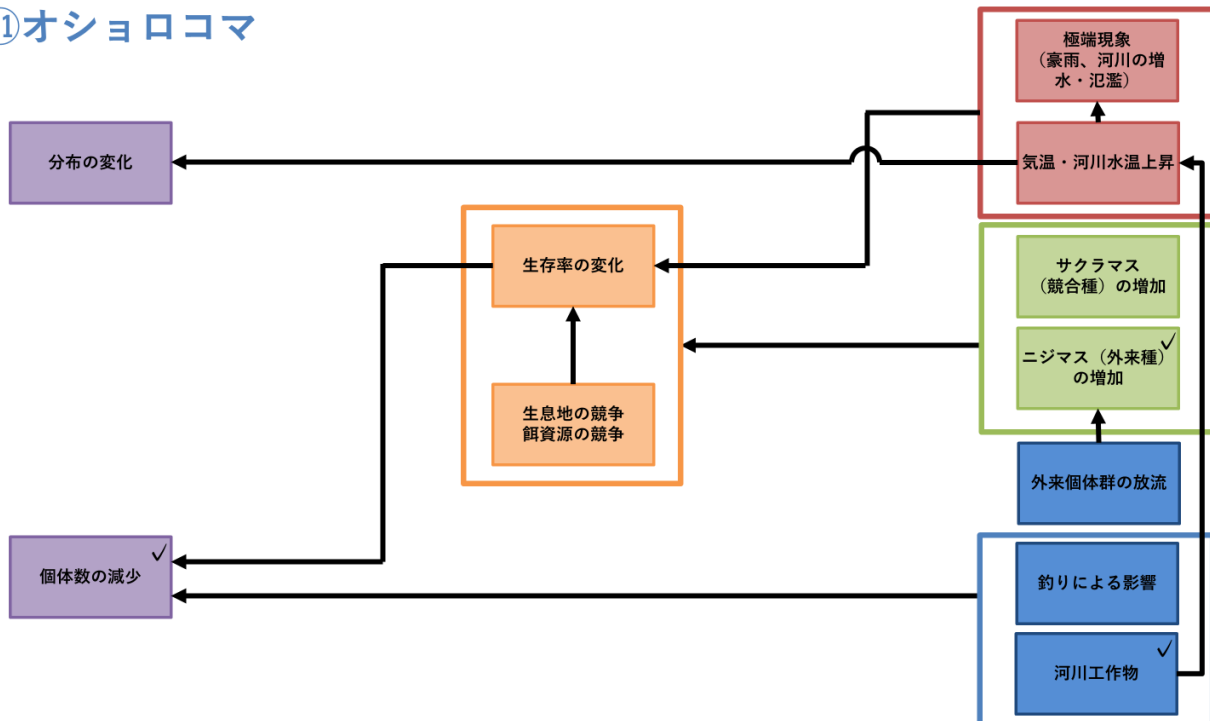 ①オショロコマ
極端現象
（豪雨、河川の増
水・氾濫）
分布の変化
気温・河川水温上昇
生存率の変化
サクラマス
（競合種）の増加
ニジマス（外来種）
の増加
✓
生息地の競争
餌資源の競争
外来個体群の放流
個体数の減少
✓
釣りによる影響
河川工作物
✓